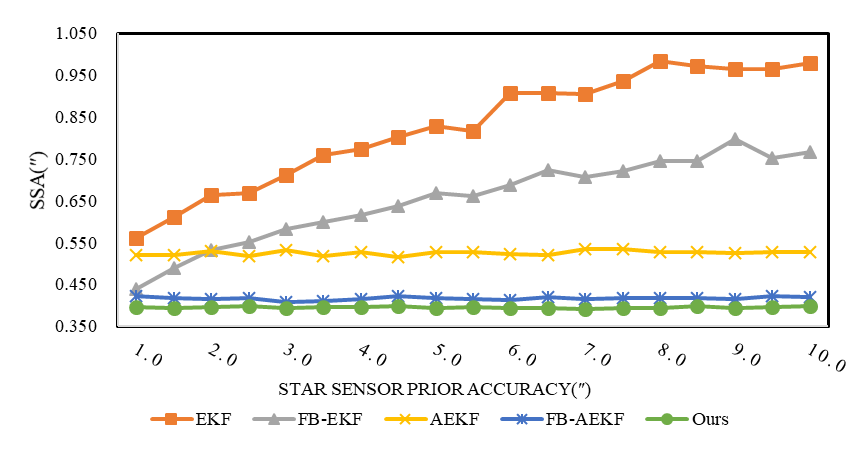 1.050
0.950
0.850
0.750
0.650
0.550
0.450
0.350
SSA(″)
1.0 2.0 3.0 4.0 5.0 6.0 7.0 8.0 9.0 10.0
STAR SENSOR PRIOR ACCURACY(″)
EKF FB-EKF AEKF FB-AEKF Ours